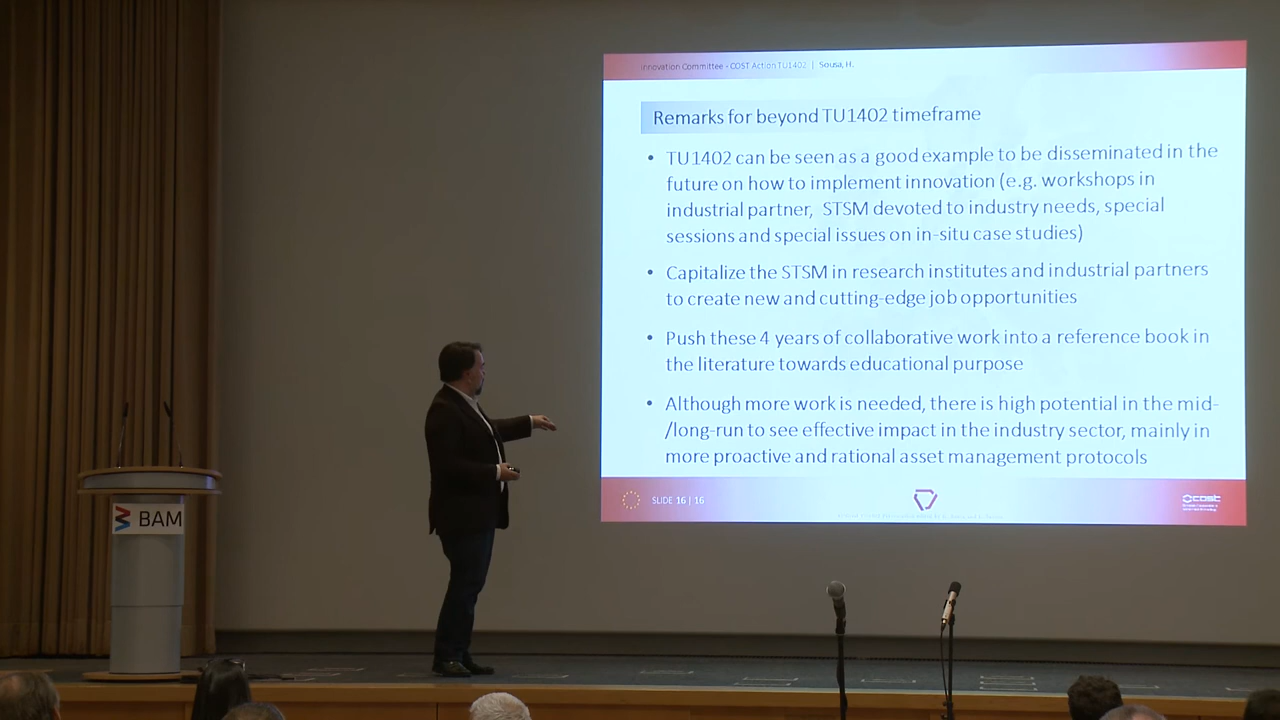 Innovation Committee - COST Action TU1402 | Sousa, H.
Remarks for beyond TU1402 timeframe
• TU1402 can be seen as a good example to be disseminated in the
future on how to implement innovation (e.g. workshops in
industrial partner, STSM devoted to industry needs, special
sessions and special issues on in-situ case studies)
• Capitalize the STSM in research institutes and industrial partners
to create new and cutting-edge job opportunities
• Push these 4 years of collaborative work into a reference book in
the literature towards educational purpose
• Although more work is needed, there is high potential in the mid-
/long-run to see effective impact in the industry sector, mainly in
more proactive and rational asset management protocols
SLIDE 16 | 16
cost
BAM